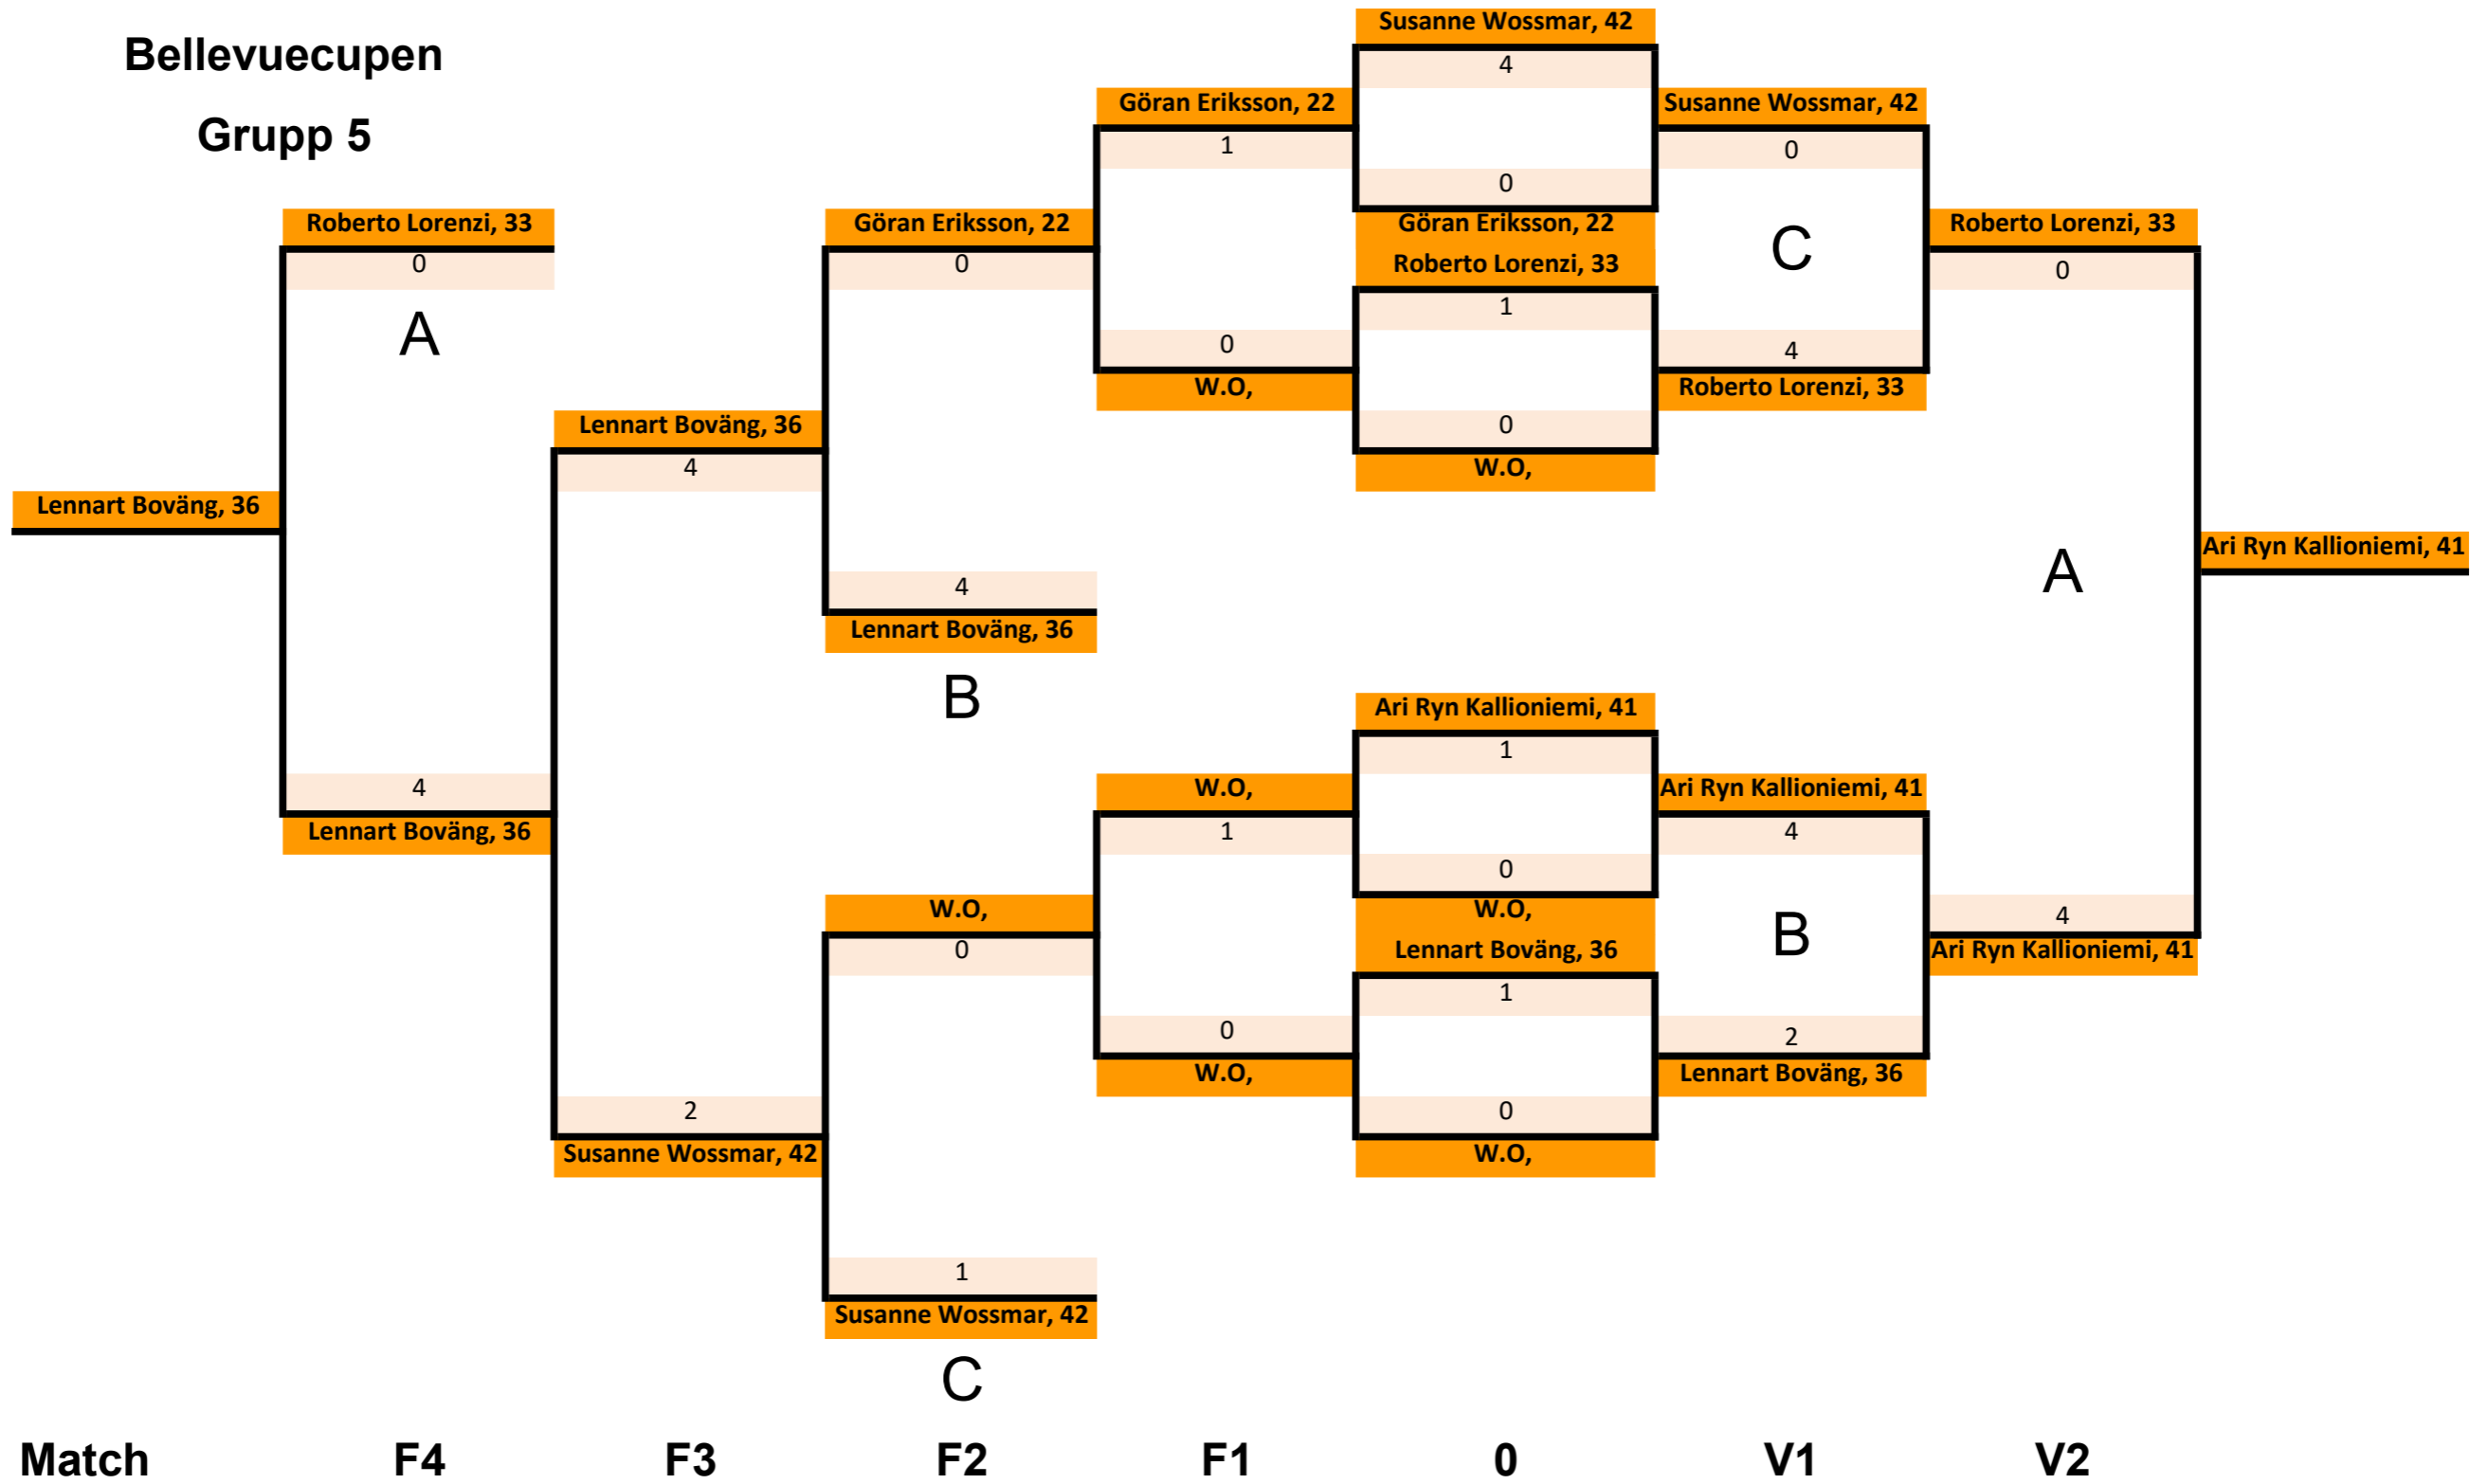 Bellevuecupen
Grupp 5
Susanne Wossmar, 42
4
Göran Eriksson, 22
Susanne Wossmar, 42
1
0
0
Roberto Lorenzi, 33
Göran Eriksson, 22
Göran Eriksson, 22
Roberto Lorenzi, 33
0
0
Roberto Lorenzi, 33
C
0
A
1
0
4
W.O,
Roberto Lorenzi, 33
Lennart Boväng, 36
0
4
W.O,
Lennart Boväng, 36
Ari Ryn Kallioniemi, 41
A
4
Lennart Boväng, 36
B
Ari Ryn Kallioniemi, 41
1
4
W.O,
Ari Ryn Kallioniemi, 41
Lennart Boväng, 36
1
4
0
W.O,
W.O,
4
0
Lennart Boväng, 36
B
Ari Ryn Kallioniemi, 41
1
0
2
W.O,
Lennart Boväng, 36
2
0
Susanne Wossmar, 42
W.O,
1
Susanne Wossmar, 42
C
Match F4 F3 F2 F1 0 V1 V2